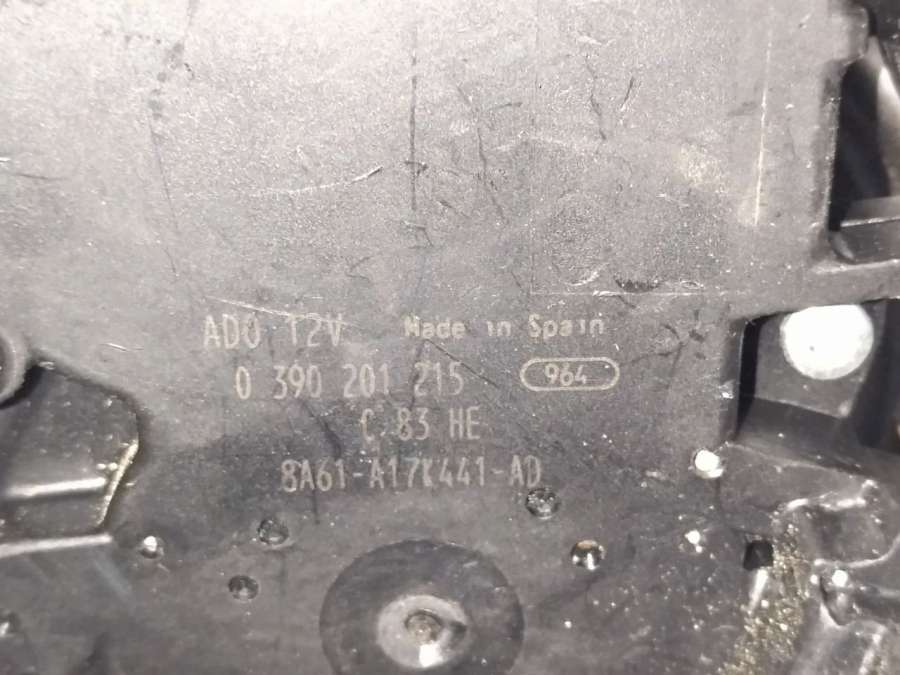 ADO 12V Made in Spain
0 390 201 215 964
C 83 HE
8A61-A17K441-AD